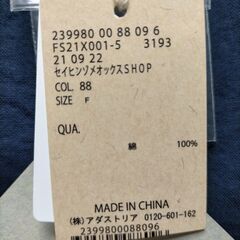 239980 00 88 09 6
FS21X001-5 3193
21 09 22
セイヒンゾメオックスSHOP
COL. 88
SIZE F
QUA.
綿 100%
MADE IN CHINA
(株)アダストリア 0120-601-162
2399800088096